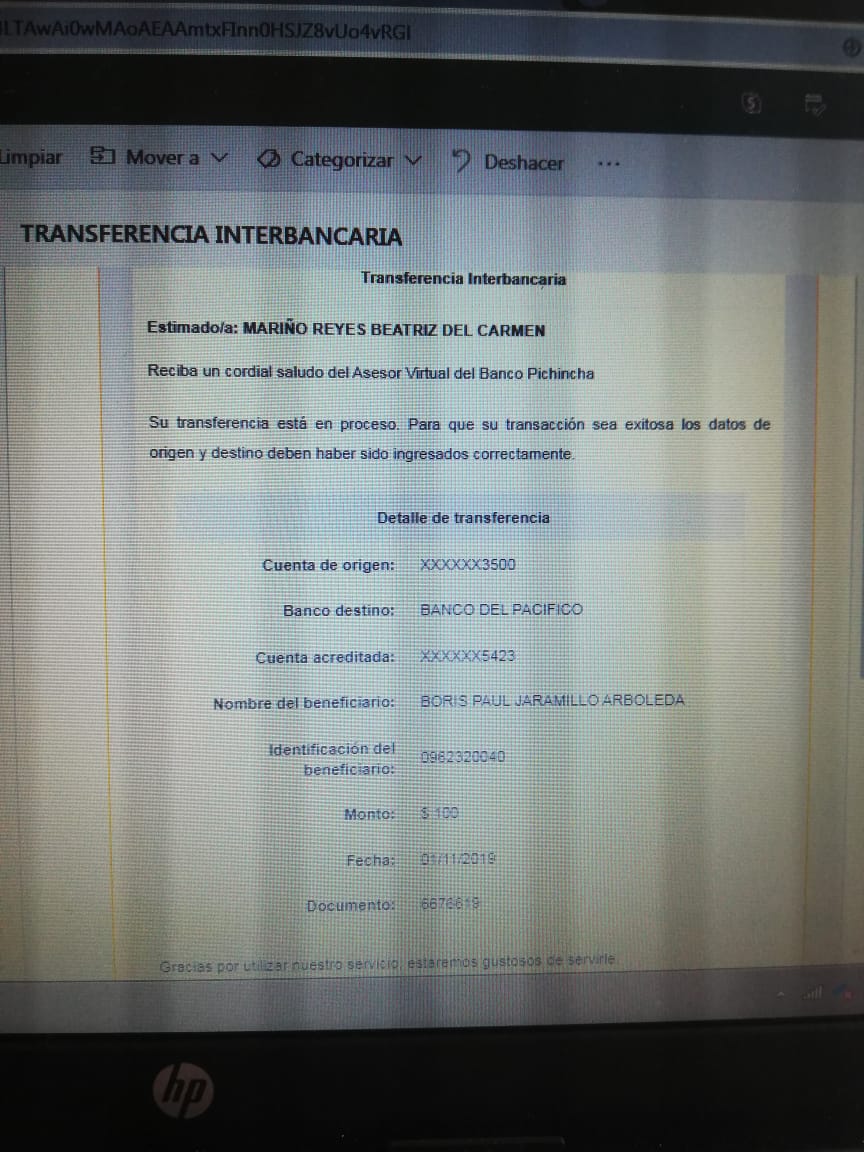 LTAwAi0wMAoAEAAmtxFInn0HSJZ8vUo4vRGI
Limpiar Mover a Categorizar Deshacer ...
TRANSFERENCIA INTERBANCARIA
Transferencia Interbancaria
Estimado/a: MARIÑO REYES BEATRIZ DEL CARMEN
Reciba un cordial saludo del Asesor Virtual del Banco Pichincha
Su transferencia está en proceso. Para que su transacción sea exitosa los datos de
origen y destino deben haber sido ingresados correctamente.
Detalle de transferencia
Cuenta de origen: XXXXXX3500
Banco destino: BANCO DEL PACIFICO
Cuenta acreditada: XXXXXX5423
Nombre del beneficiario: BORIS PAUL JARAMILLO ARBOLEDA
Identificación del
beneficiario: 0962320040
Monto: $ 100
Fecha: 01/11/2019
Documento: 6676619
Gracias por utilizar nuestro servicio, estaremos gustosos de servirle.
hp